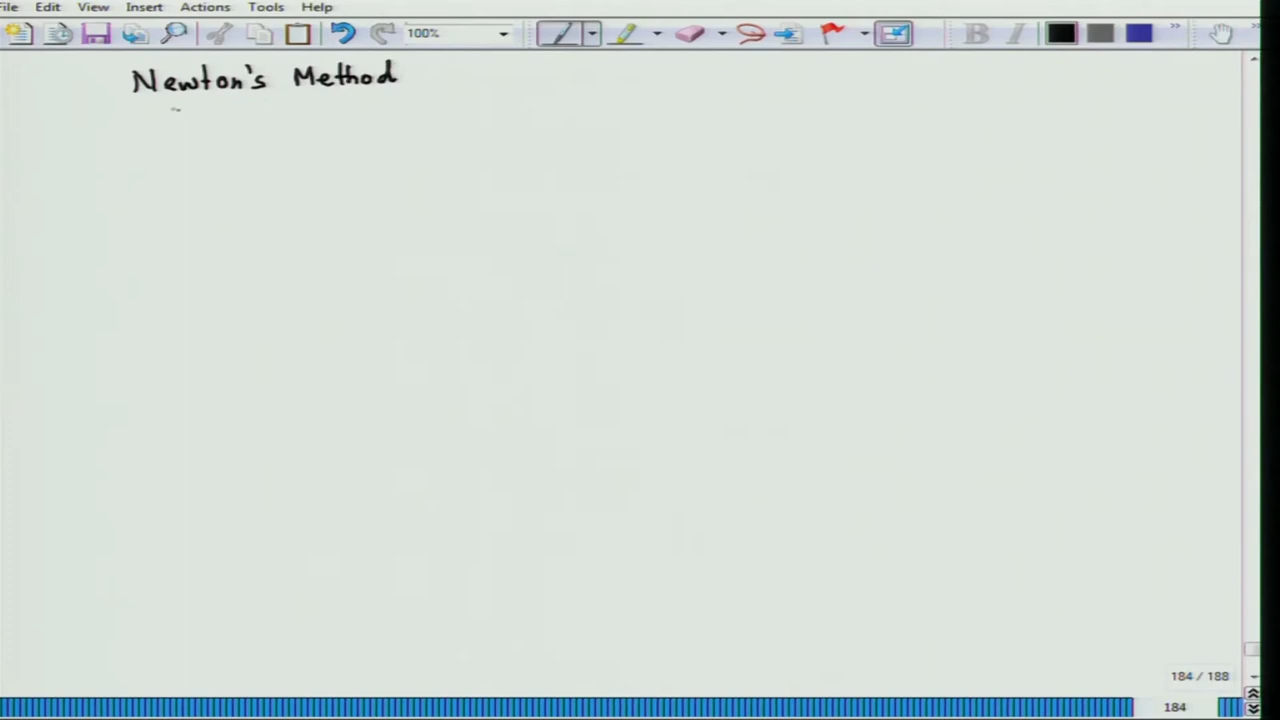 File Edit View Insert Actions Tools Help
100% B I
Newton's Method
184 / 188
184